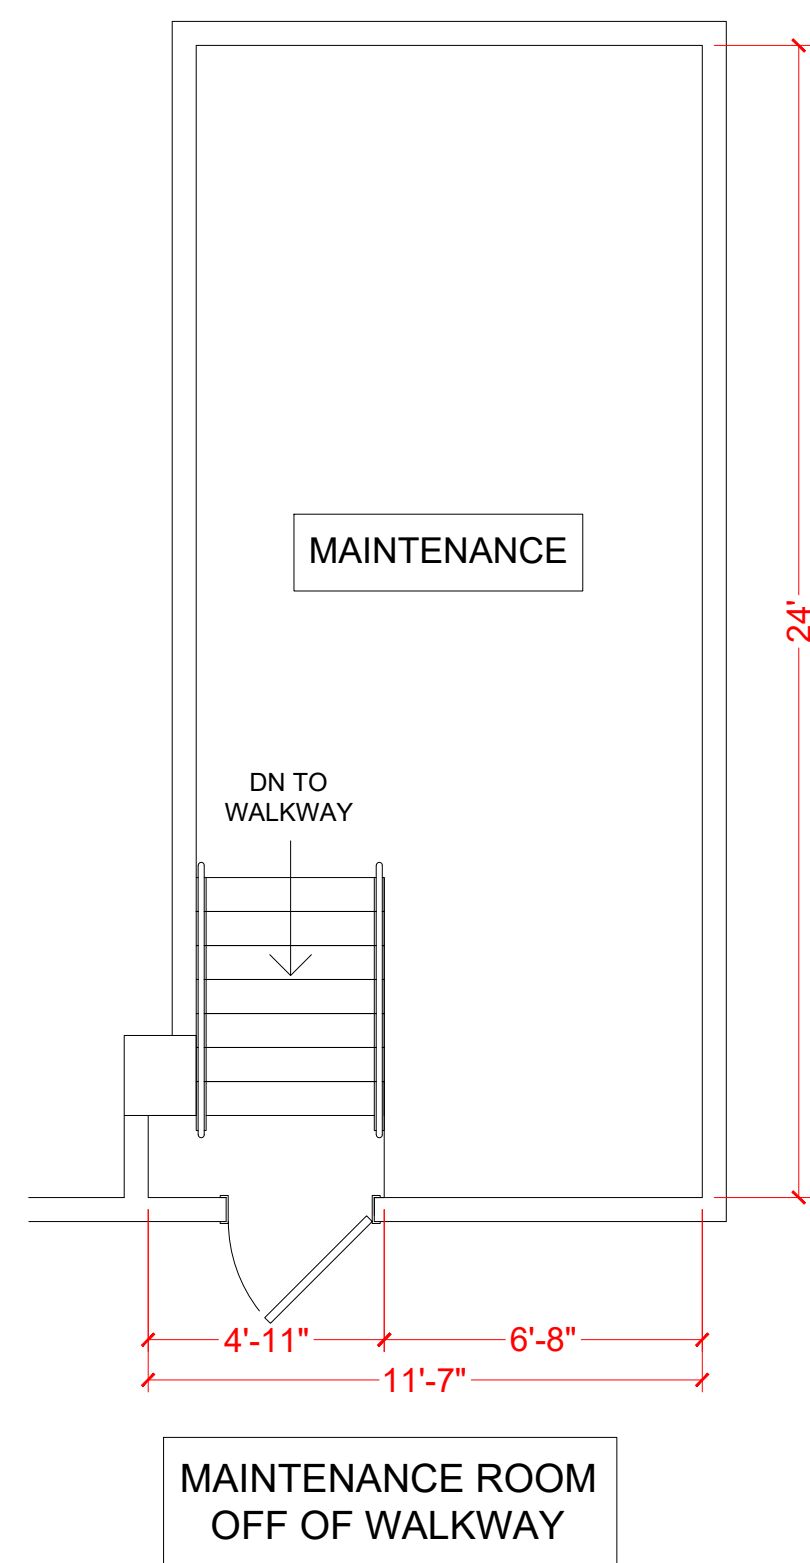 MAINTENANCE
24'
DN TO
WALKWAY
4'-11"
6'-8"
11'-7"
MAINTENANCE ROOM
OFF OF WALKWAY